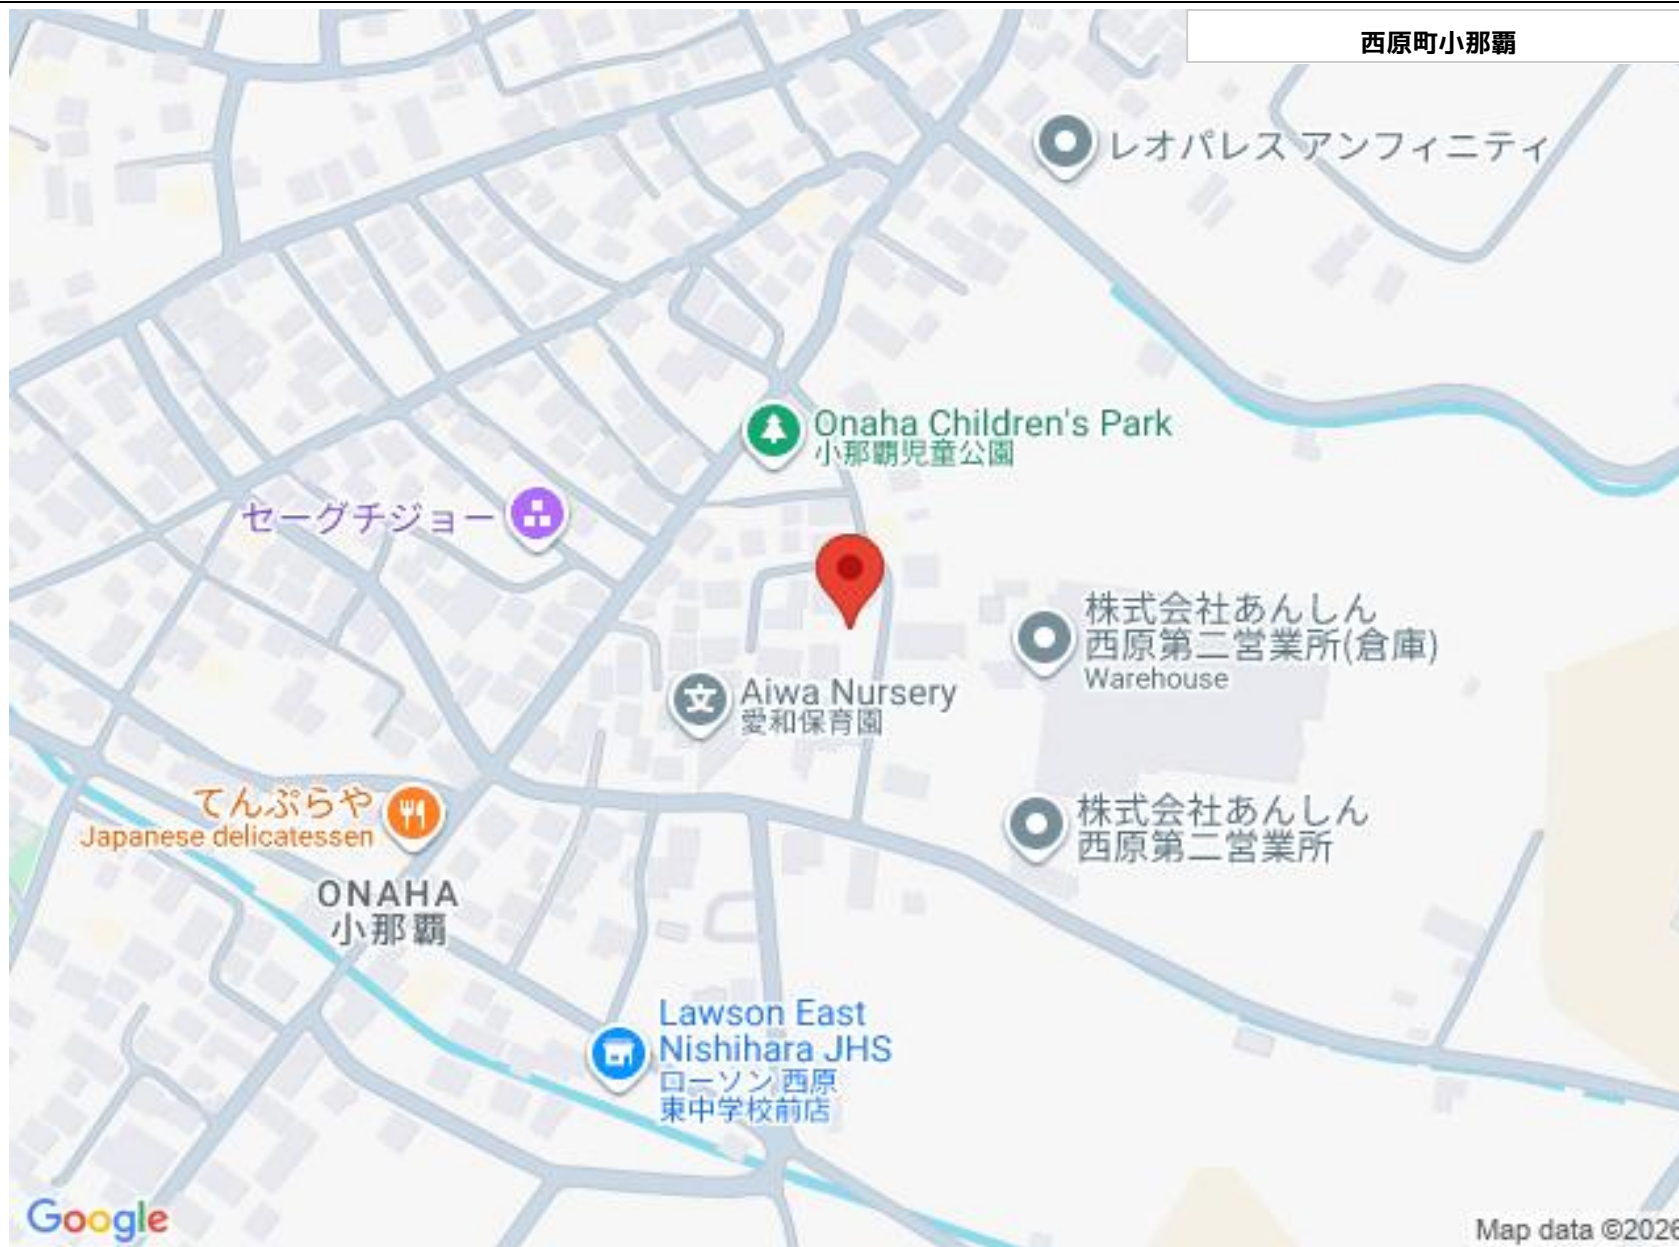 西原町小那覇
レオパレス アンフィニティ
Onaha Children's Park
小那覇児童公園
セーグチジョー
株式会社あんしん
西原第二営業所(倉庫)
Warehouse
Aiwa Nursery
愛和保育園
てんぷらや
Japanese delicatessen
株式会社あんしん
西原第二営業所
ONAHA
小那覇
Lawson East
Nishihara JHS
ローソン 西原
東中学校前店
Google
Map data ©2026